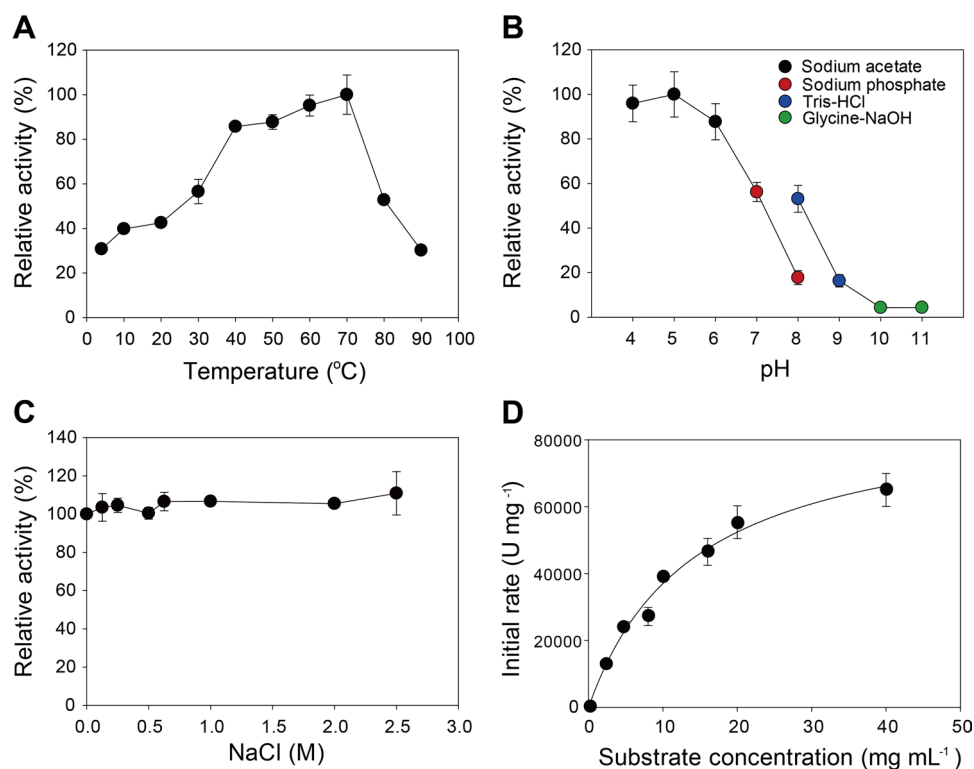 A
120
100
80
60
40
20
0
Relative activity (%)
0 10 20 30 40 50 60 70 80 90 100
Temperature (°C)
B
120
100
80
60
40
20
0
Relative activity (%)
Sodium acetate
Sodium phosphate
Tris-HCl
Glycine-NaOH
4 5 6 7 8 9 10 11
pH
C
140
120
100
80
60
40
20
0
Relative activity (%)
0.0 0.5 1.0 1.5 2.0 2.5 3.0
NaCl (M)
D
80000
60000
40000
20000
0
Initial rate (U mg⁻¹)
0 10 20 30 40 50
Substrate concentration (mg mL⁻¹)